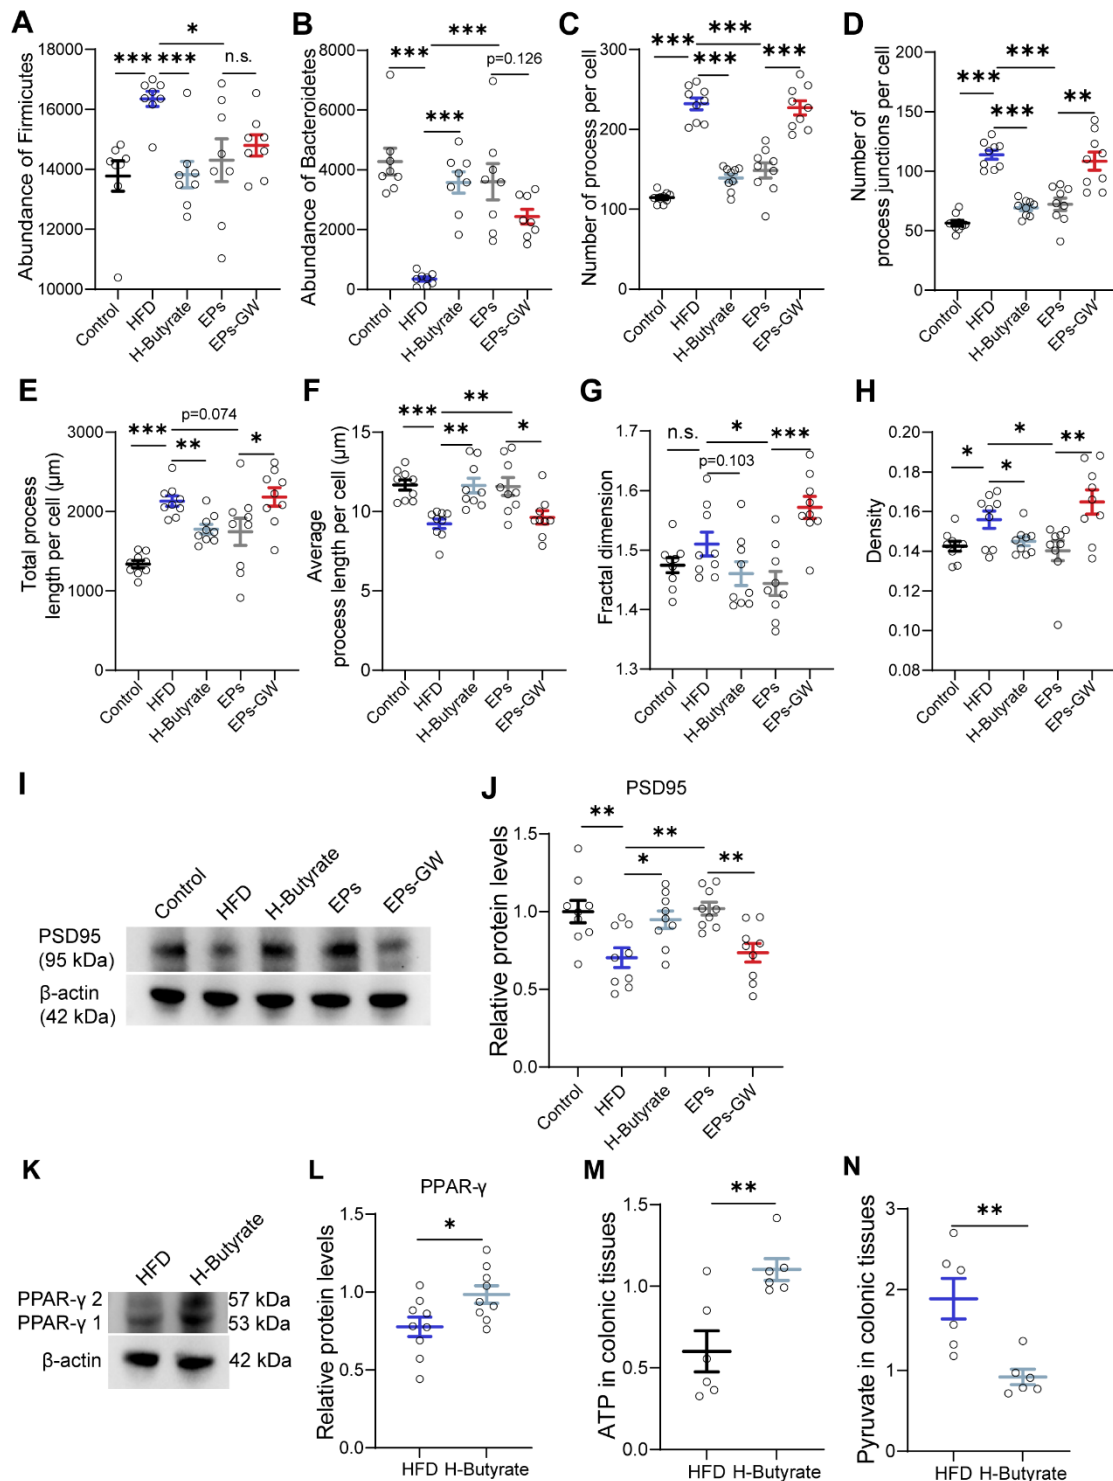 A
Abundance of Firmicutes
18000
16000
14000
12000
10000
*
*** ***
n.s.
Control
HFD
H-Butyrate
EPs
EPs-GW
B
Abundance of Bacteroidetes
8000
6000
4000
2000
0
***
***
p=0.126
***
Control
HFD
H-Butyrate
EPs
EPs-GW
C
Number of process per cell
300
200
100
0
***
*** ***
***
Control
HFD
H-Butyrate
EPs
EPs-GW
D
Number of
process junctions per cell
200
150
100
50
0
***
***
**
***
Control
HFD
H-Butyrate
EPs
EPs-GW
E
Total process
length per cell (μm)
3000
2000
1000
0
p=0.074
***
**
*
Control
HFD
H-Butyrate
EPs
EPs-GW
F
Average
process length per cell (μm)
15
10
5
0
**
***
**
*
Control
HFD
H-Butyrate
EPs
EPs-GW
G
Fractal dimension
1.7
1.6
1.5
1.4
1.3
n.s.
*
***
p=0.103
Control
HFD
H-Butyrate
EPs
EPs-GW
H
Density
0.20
0.18
0.16
0.14
0.12
0.10
0.08
*
*
**
*
Control
HFD
H-Butyrate
EPs
EPs-GW
I
Control
HFD
H-Butyrate
EPs
EPs-GW
PSD95
(95 kDa)
β-actin
(42 kDa)
J
PSD95
Relative protein levels
1.5
1.0
0.5
0.0
**
**
*
**
Control
HFD
H-Butyrate
EPs
EPs-GW
K
HFD
H-Butyrate
PPAR-γ 2 57 kDa
PPAR-γ 1 53 kDa
β-actin 42 kDa
L
PPAR-γ
Relative protein levels
1.5
1.0
0.5
0.0
*
HFD H-Butyrate
M
ATP in colonic tissues
1.5
1.0
0.5
0.0
**
HFD H-Butyrate
N
Pyruvate in colonic tissues
3
2
1
0
**
HFD H-Butyrate